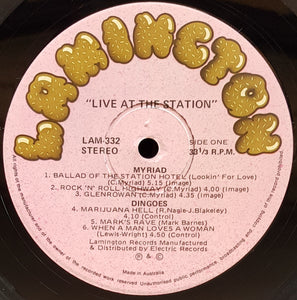 LAMINGTON
"LIVE AT THE STATION"
LAM-332
STEREO
SIDE ONE
33 1/3 R.P.M.
MYRIAD
1. BALLAD OF THE STATION HOTEL (Lookin' For Love)
(C.Myriad) 5.15 (Image)
2. ROCK 'N' ROLL HIGHWAY (C.Myriad) 4.00 (Image)
3. GLENROWAN (C.Myriad) 4.35 (Image)
DINGOES
4. MARIJUANA HELL (R.Nagle-J.Blakeley)
4.10 (Control)
5. MARK'S RAVE (Mark Barnes)
6. WHEN A MAN LOVES A WOMAN
(Lewis-Wright) 4.50 (Control)
Lamington Records Manufactured
& Distributed by Electric Records.
℗ & ©
Made in Australia